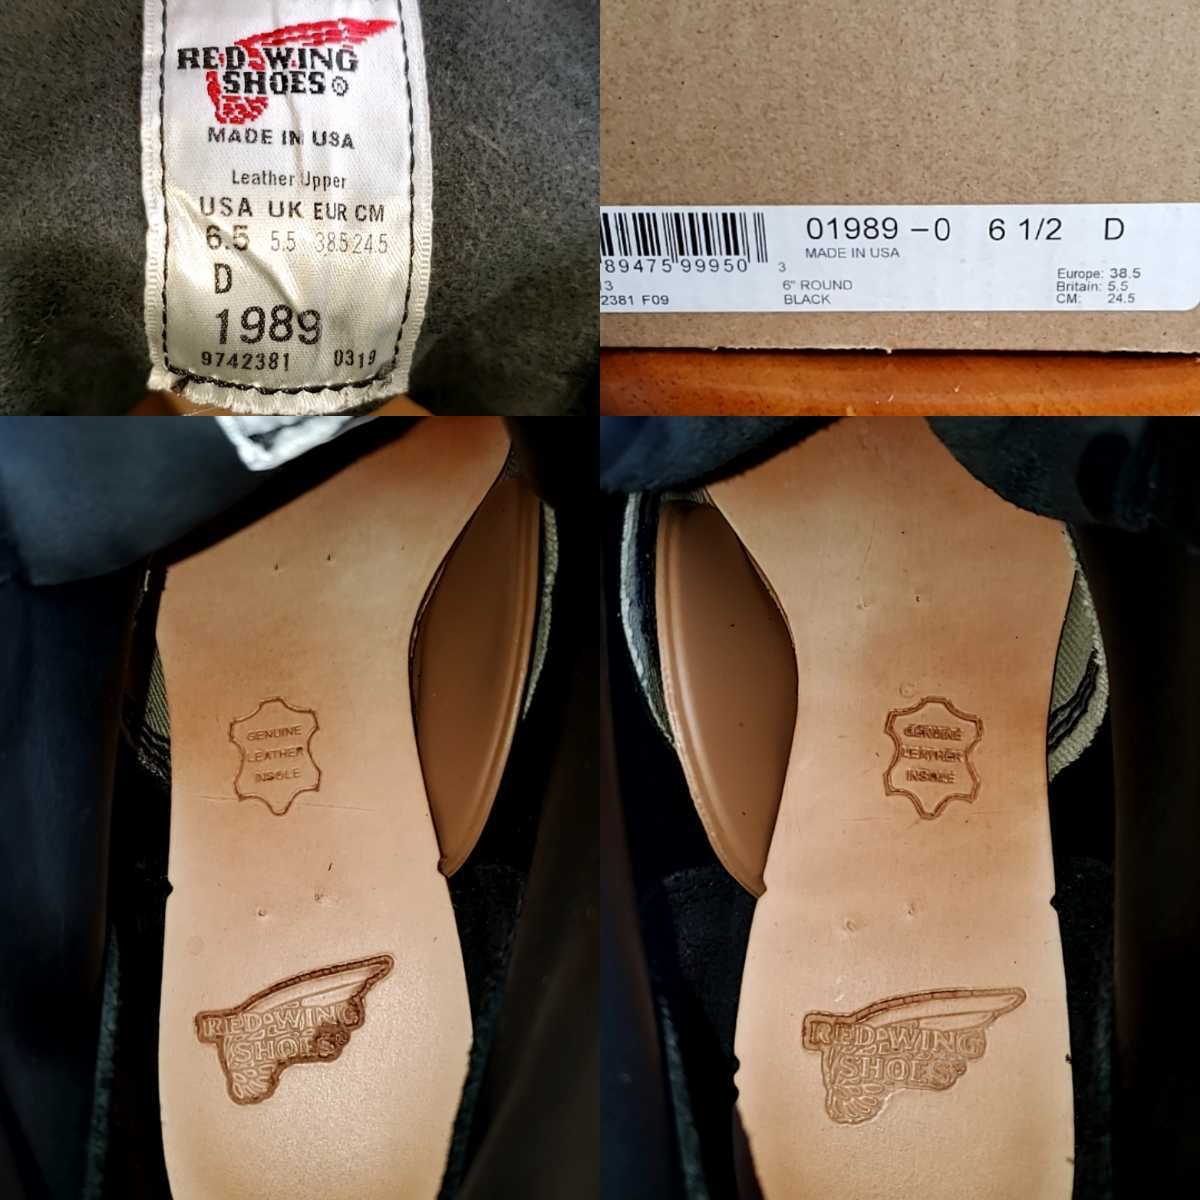 RED WING
SHOES®
MADE IN USA
Leather Upper
USA UK EUR CM
6.5 5.5 38.5 24.5
D
1989
9742381 0319
01989 -0 6 1/2 D
MADE IN USA
89475 99950 3
3
6" ROUND
BLACK
2381 F09
Europe: 38.5
Britain: 5.5
CM: 24.5
GENUINE
LEATHER
INSOLE
RED WING
SHOES
GENUINE
LEATHER
INSOLE
RED WING
SHOES